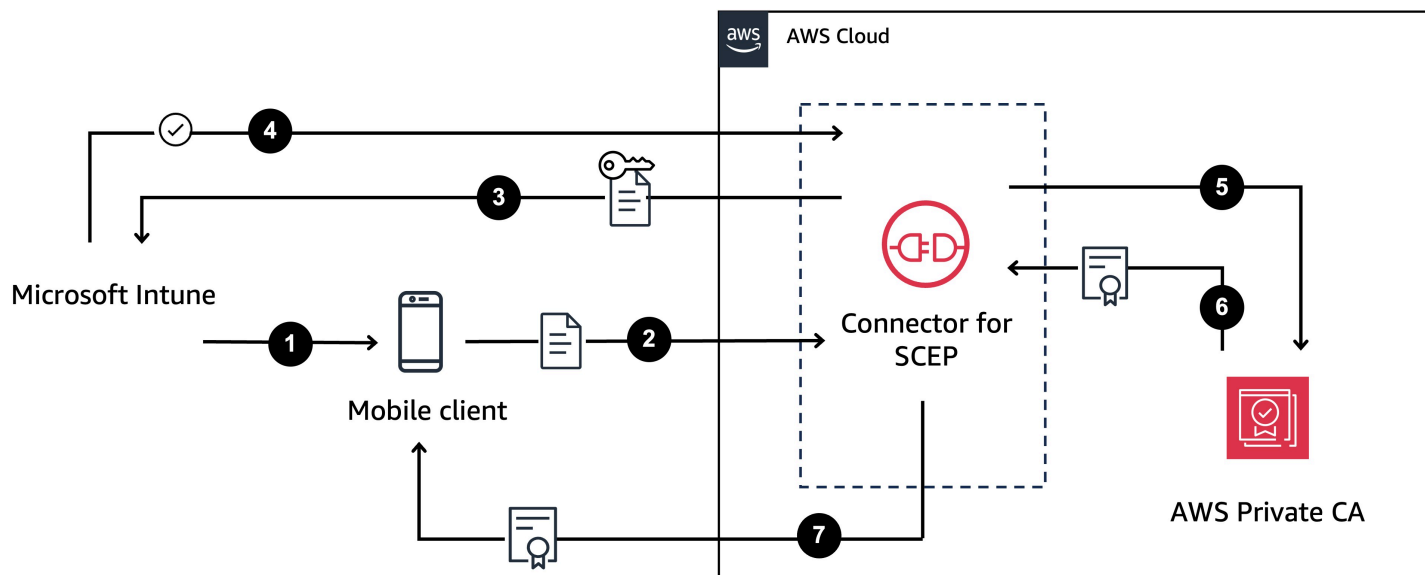 aws
AWS Cloud
4
3
5
Microsoft Intune
6
1
2
Connector for
SCEP
Mobile client
AWS Private CA
7